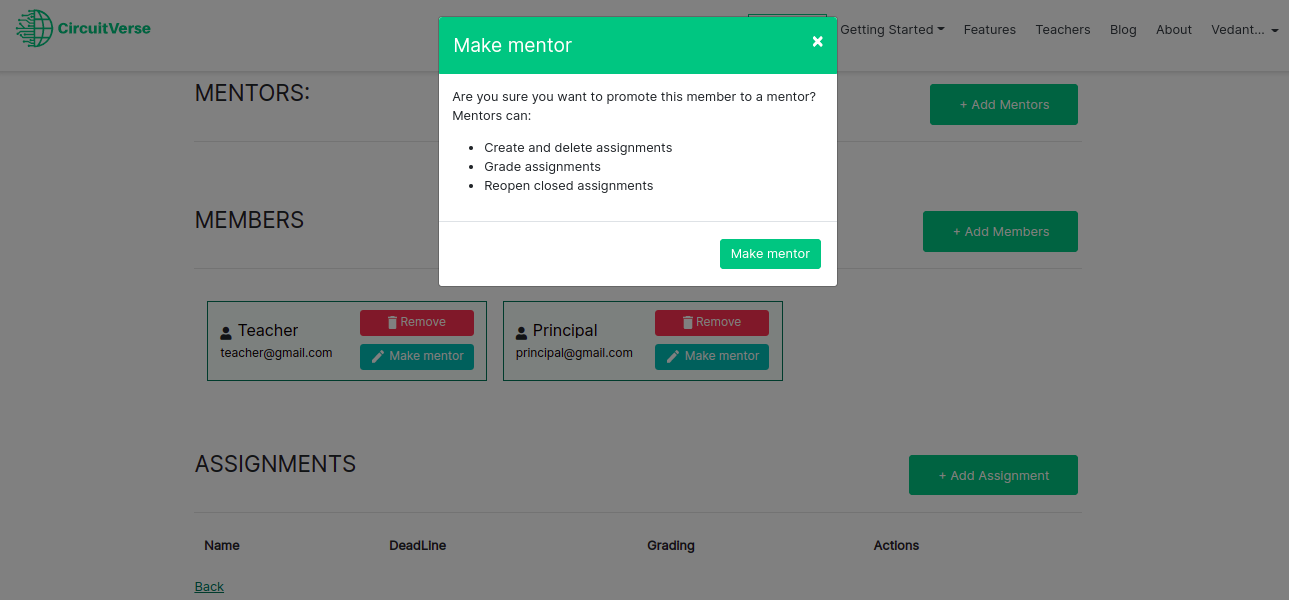 CircuitVerse
Getting Started
Features
Teachers
Blog
About
Vedant...
Make mentor
×
Are you sure you want to promote this member to a mentor?
Mentors can:
Create and delete assignments
Grade assignments
Reopen closed assignments
Make mentor
MENTORS:
+ Add Mentors
MEMBERS
+ Add Members
Teacher
teacher@gmail.com
Remove
Make mentor
Principal
principal@gmail.com
Remove
Make mentor
ASSIGNMENTS
+ Add Assignment
Name DeadLine Grading Actions
Back